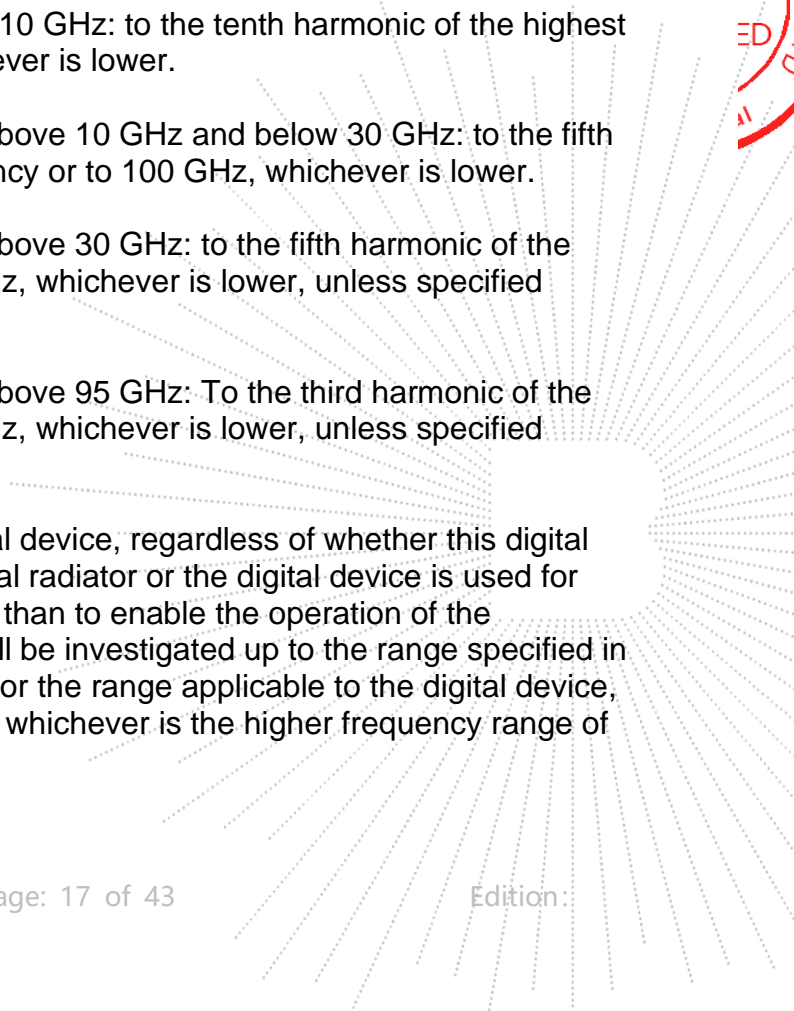 10 GHz: to the tenth harmonic of the highest
ever is lower.
bove 10 GHz and below 30 GHz: to the fifth
ncy or to 100 GHz, whichever is lower.
bove 30 GHz: to the fifth harmonic of the
z, whichever is lower, unless specified
bove 95 GHz: To the third harmonic of the
z, whichever is lower, unless specified
al device, regardless of whether this digital
al radiator or the digital device is used for
than to enable the operation of the
ll be investigated up to the range specified in
or the range applicable to the digital device,
whichever is the higher frequency range of
age: 17 of 43 Edition:
ED
al